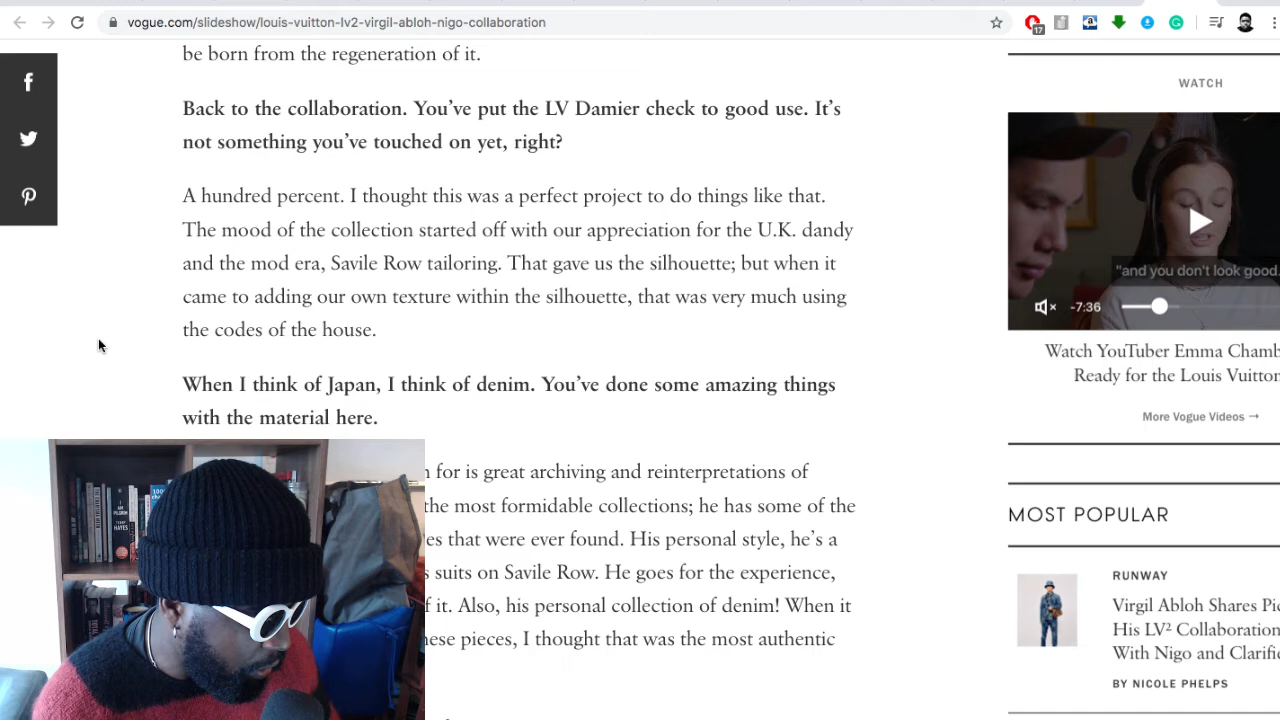 vogue.com/slideshow/louis-vuitton-lv2-virgil-abloh-nigo-collaboration
17
be born from the regeneration of it.
Back to the collaboration. You've put the LV Damier check to good use. It's
not something you've touched on yet, right?
A hundred percent. I thought this was a perfect project to do things like that.
The mood of the collection started off with our appreciation for the U.K. dandy
and the mod era, Savile Row tailoring. That gave us the silhouette; but when it
came to adding our own texture within the silhouette, that was very much using
the codes of the house.
When I think of Japan, I think of denim. You've done some amazing things
with the material here.
for is great archiving and reinterpretations of
the most formidable collections; he has some of the
that were ever found. His personal style, he's a
suits on Savile Row. He goes for the experience,
of it. Also, his personal collection of denim! When it
these pieces, I thought that was the most authentic
WATCH
"and you don't look good.
-7:36
Watch YouTuber Emma Chamb
Ready for the Louis Vuitton
More Vogue Videos →
MOST POPULAR
RUNWAY
Virgil Abloh Shares Pi
His LV² Collaboration
With Nigo and Clarifi
BY NICOLE PHELPS
I AM
PILGRIM
TERRY
HAYES